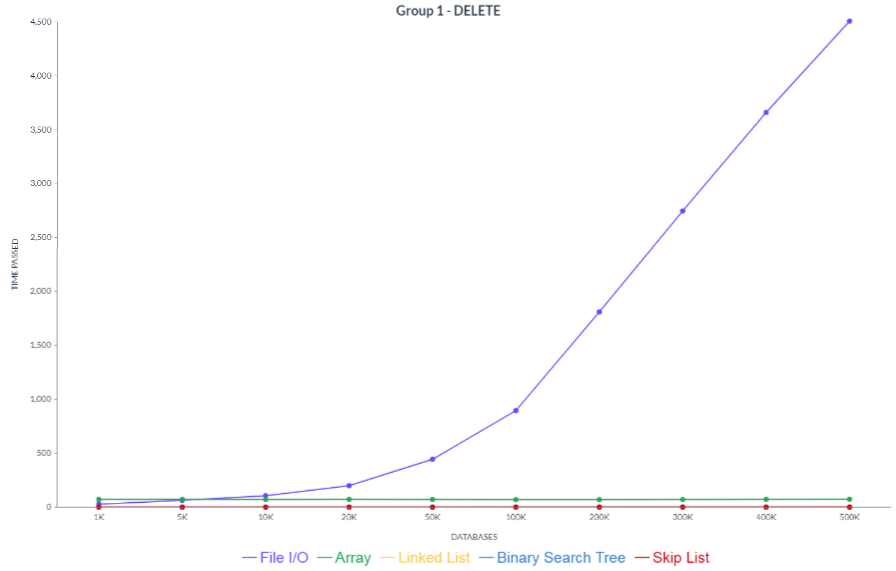 Group 1 - DELETE
4,500
4,000
3,500
3,000
2,500
2,000
1,500
1,000
500
0
TIME PASSED
1K 5K 10K 20K 50K 100K 200K 300K 400K 500K
DATABASES
File I/O Array Linked List Binary Search Tree Skip List